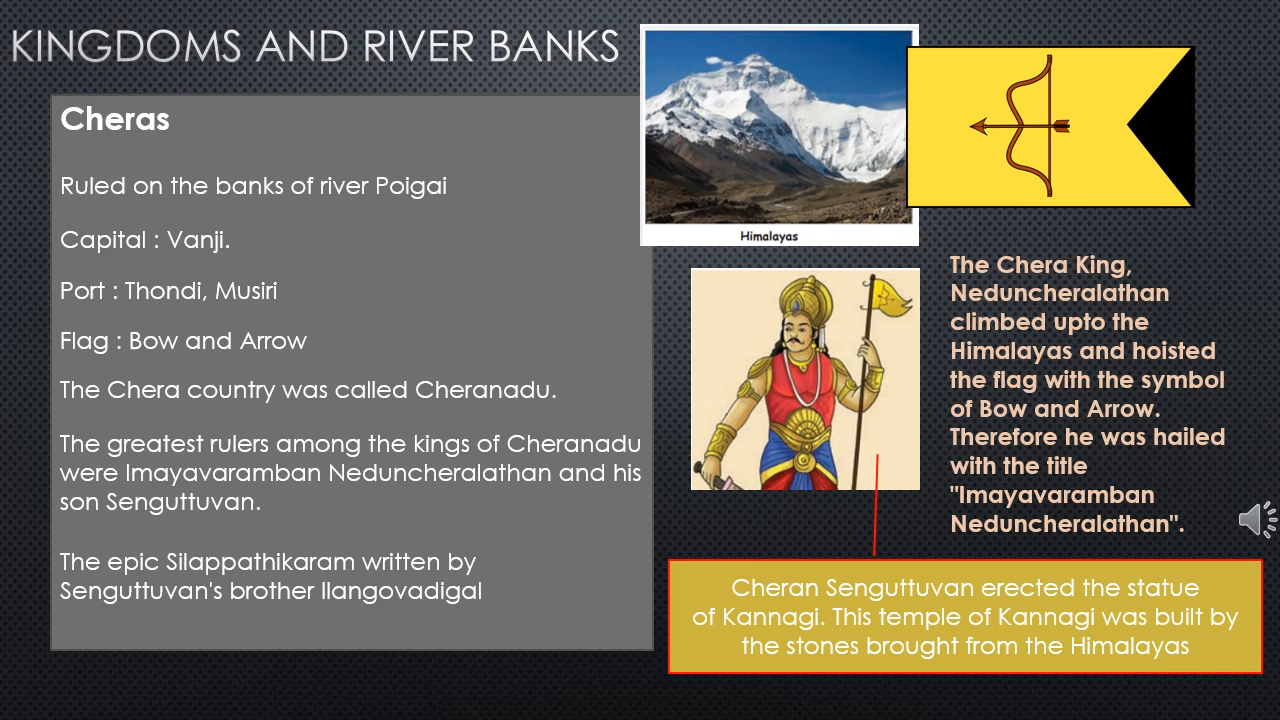 KINGDOMS AND RIVER BANKS
Cheras
Ruled on the banks of river Poigai
Capital : Vanji.
Port : Thondi, Musiri
Flag : Bow and Arrow
The Chera country was called Cheranadu.
The greatest rulers among the kings of Cheranadu
were Imayavaramban Neduncheralathan and his
son Senguttuvan.
The epic Silappathikaram written by
Senguttuvan's brother Ilangovadigal
Himalayas
The Chera King,
Neduncheralathan
climbed upto the
Himalayas and hoisted
the flag with the symbol
of Bow and Arrow.
Therefore he was hailed
with the title
"Imayavaramban
Neduncheralathan".
Cheran Senguttuvan erected the statue
of Kannagi. This temple of Kannagi was built by
the stones brought from the Himalayas